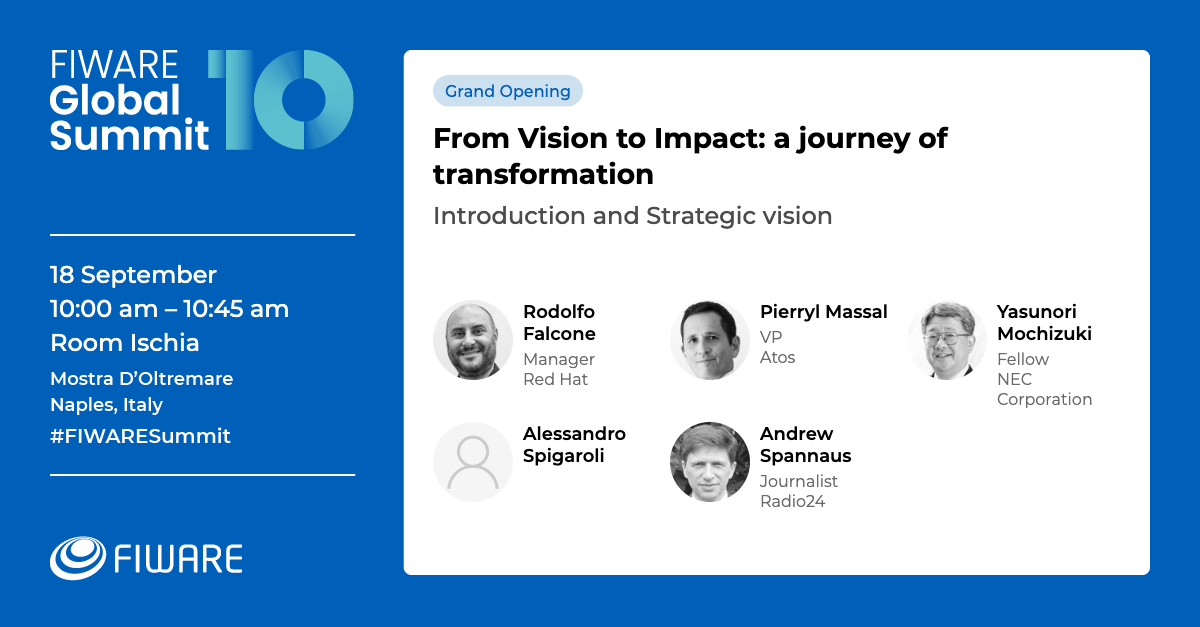 FIWARE
Global
Summit
10
18 September
10:00 am – 10:45 am
Room Ischia
Mostra D’Oltremare
Naples, Italy
#FIWARESummit
FIWARE
Grand Opening
From Vision to Impact: a journey of
transformation
Introduction and Strategic vision
Rodolfo
Falcone
Manager
Red Hat
Pierryl Massal
VP
Atos
Yasunori
Mochizuki
Fellow
NEC
Corporation
Alessandro
Spigaroli
Andrew
Spannaus
Journalist
Radio24